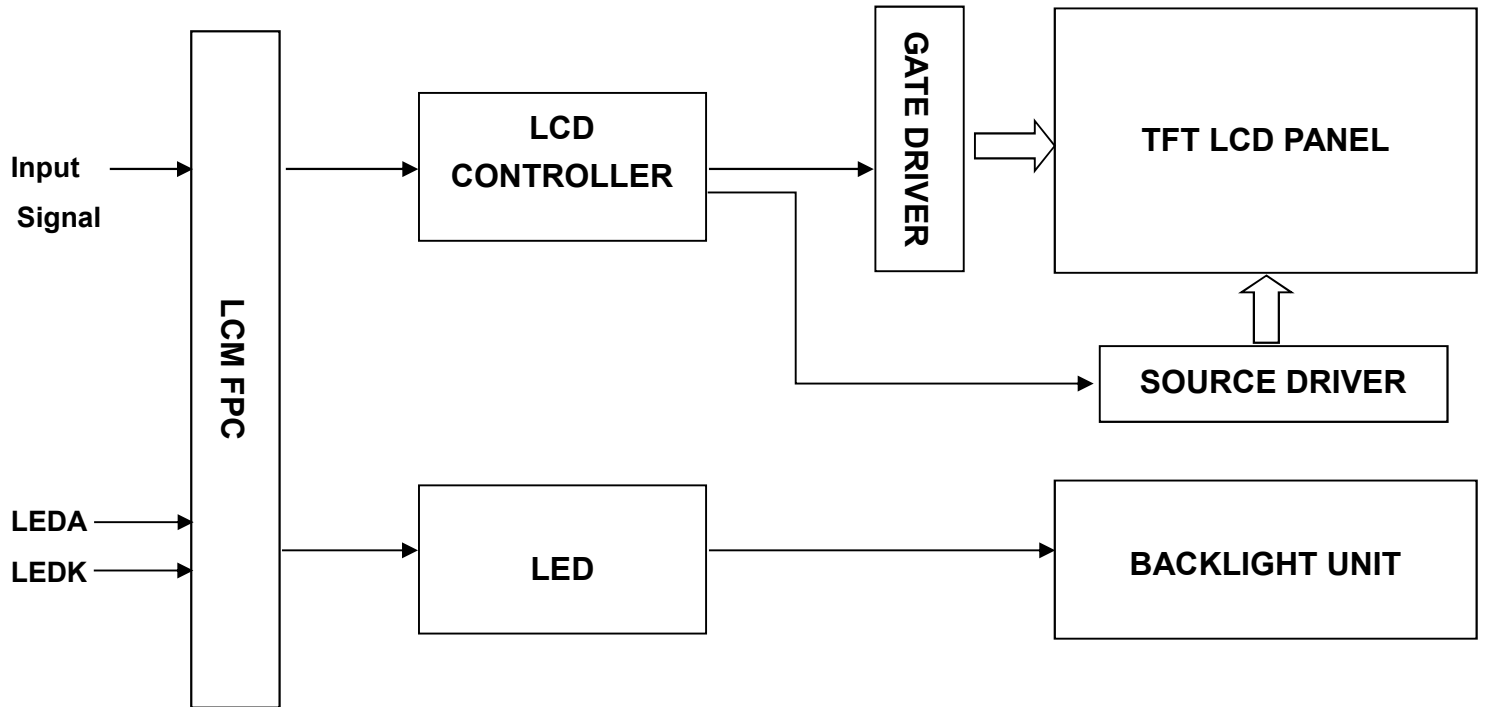 Input
Signal
LEDA
LEDK
LCM FPC
LCD
CONTROLLER
LED
GATE DRIVER
TFT LCD PANEL
SOURCE DRIVER
BACKLIGHT UNIT